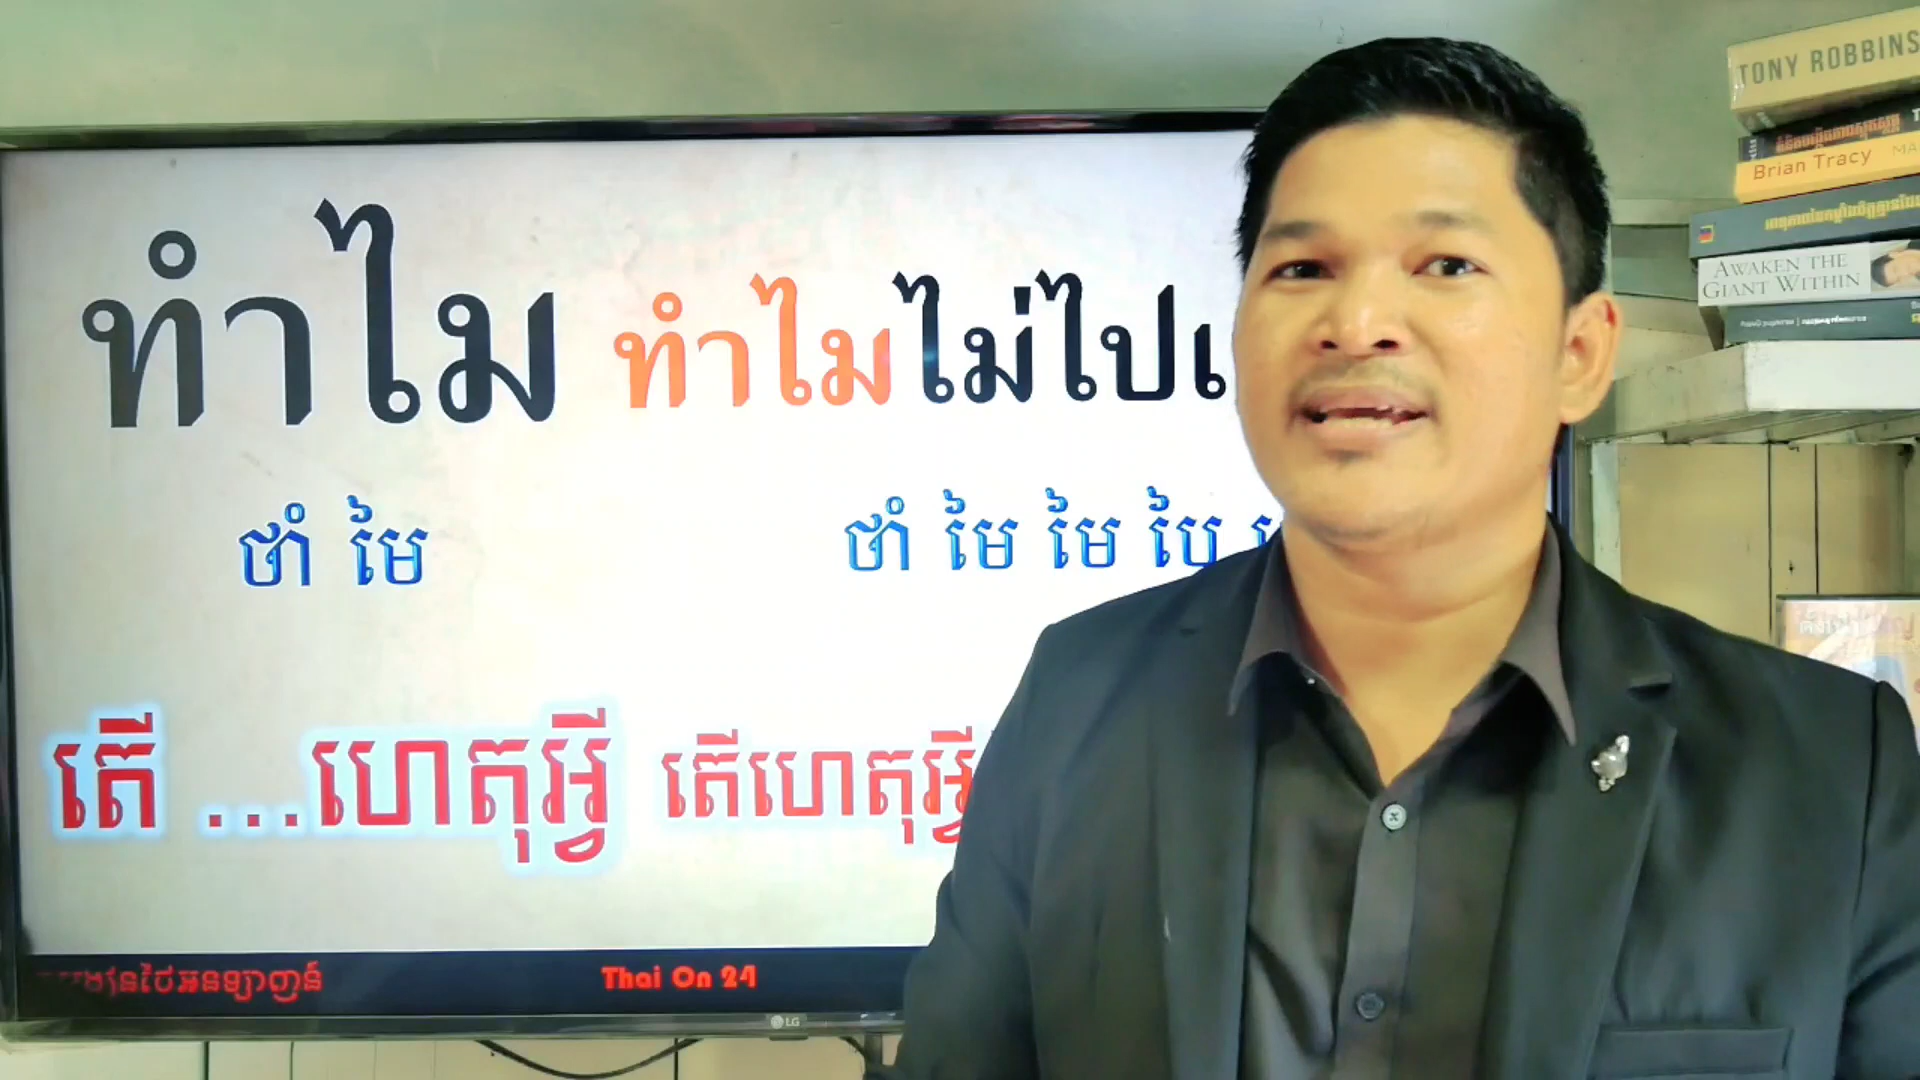 ทำไม ทำไมไม่ไป
ថាំ មៃ ថាំ មៃ មៃ បៃ
តើ ...ហេតុអ្វី តើហេតុអ្វី
Thai On 24
LG
TONY ROBBINS
Brian Tracy
AWAKEN THE
GIANT WITHIN